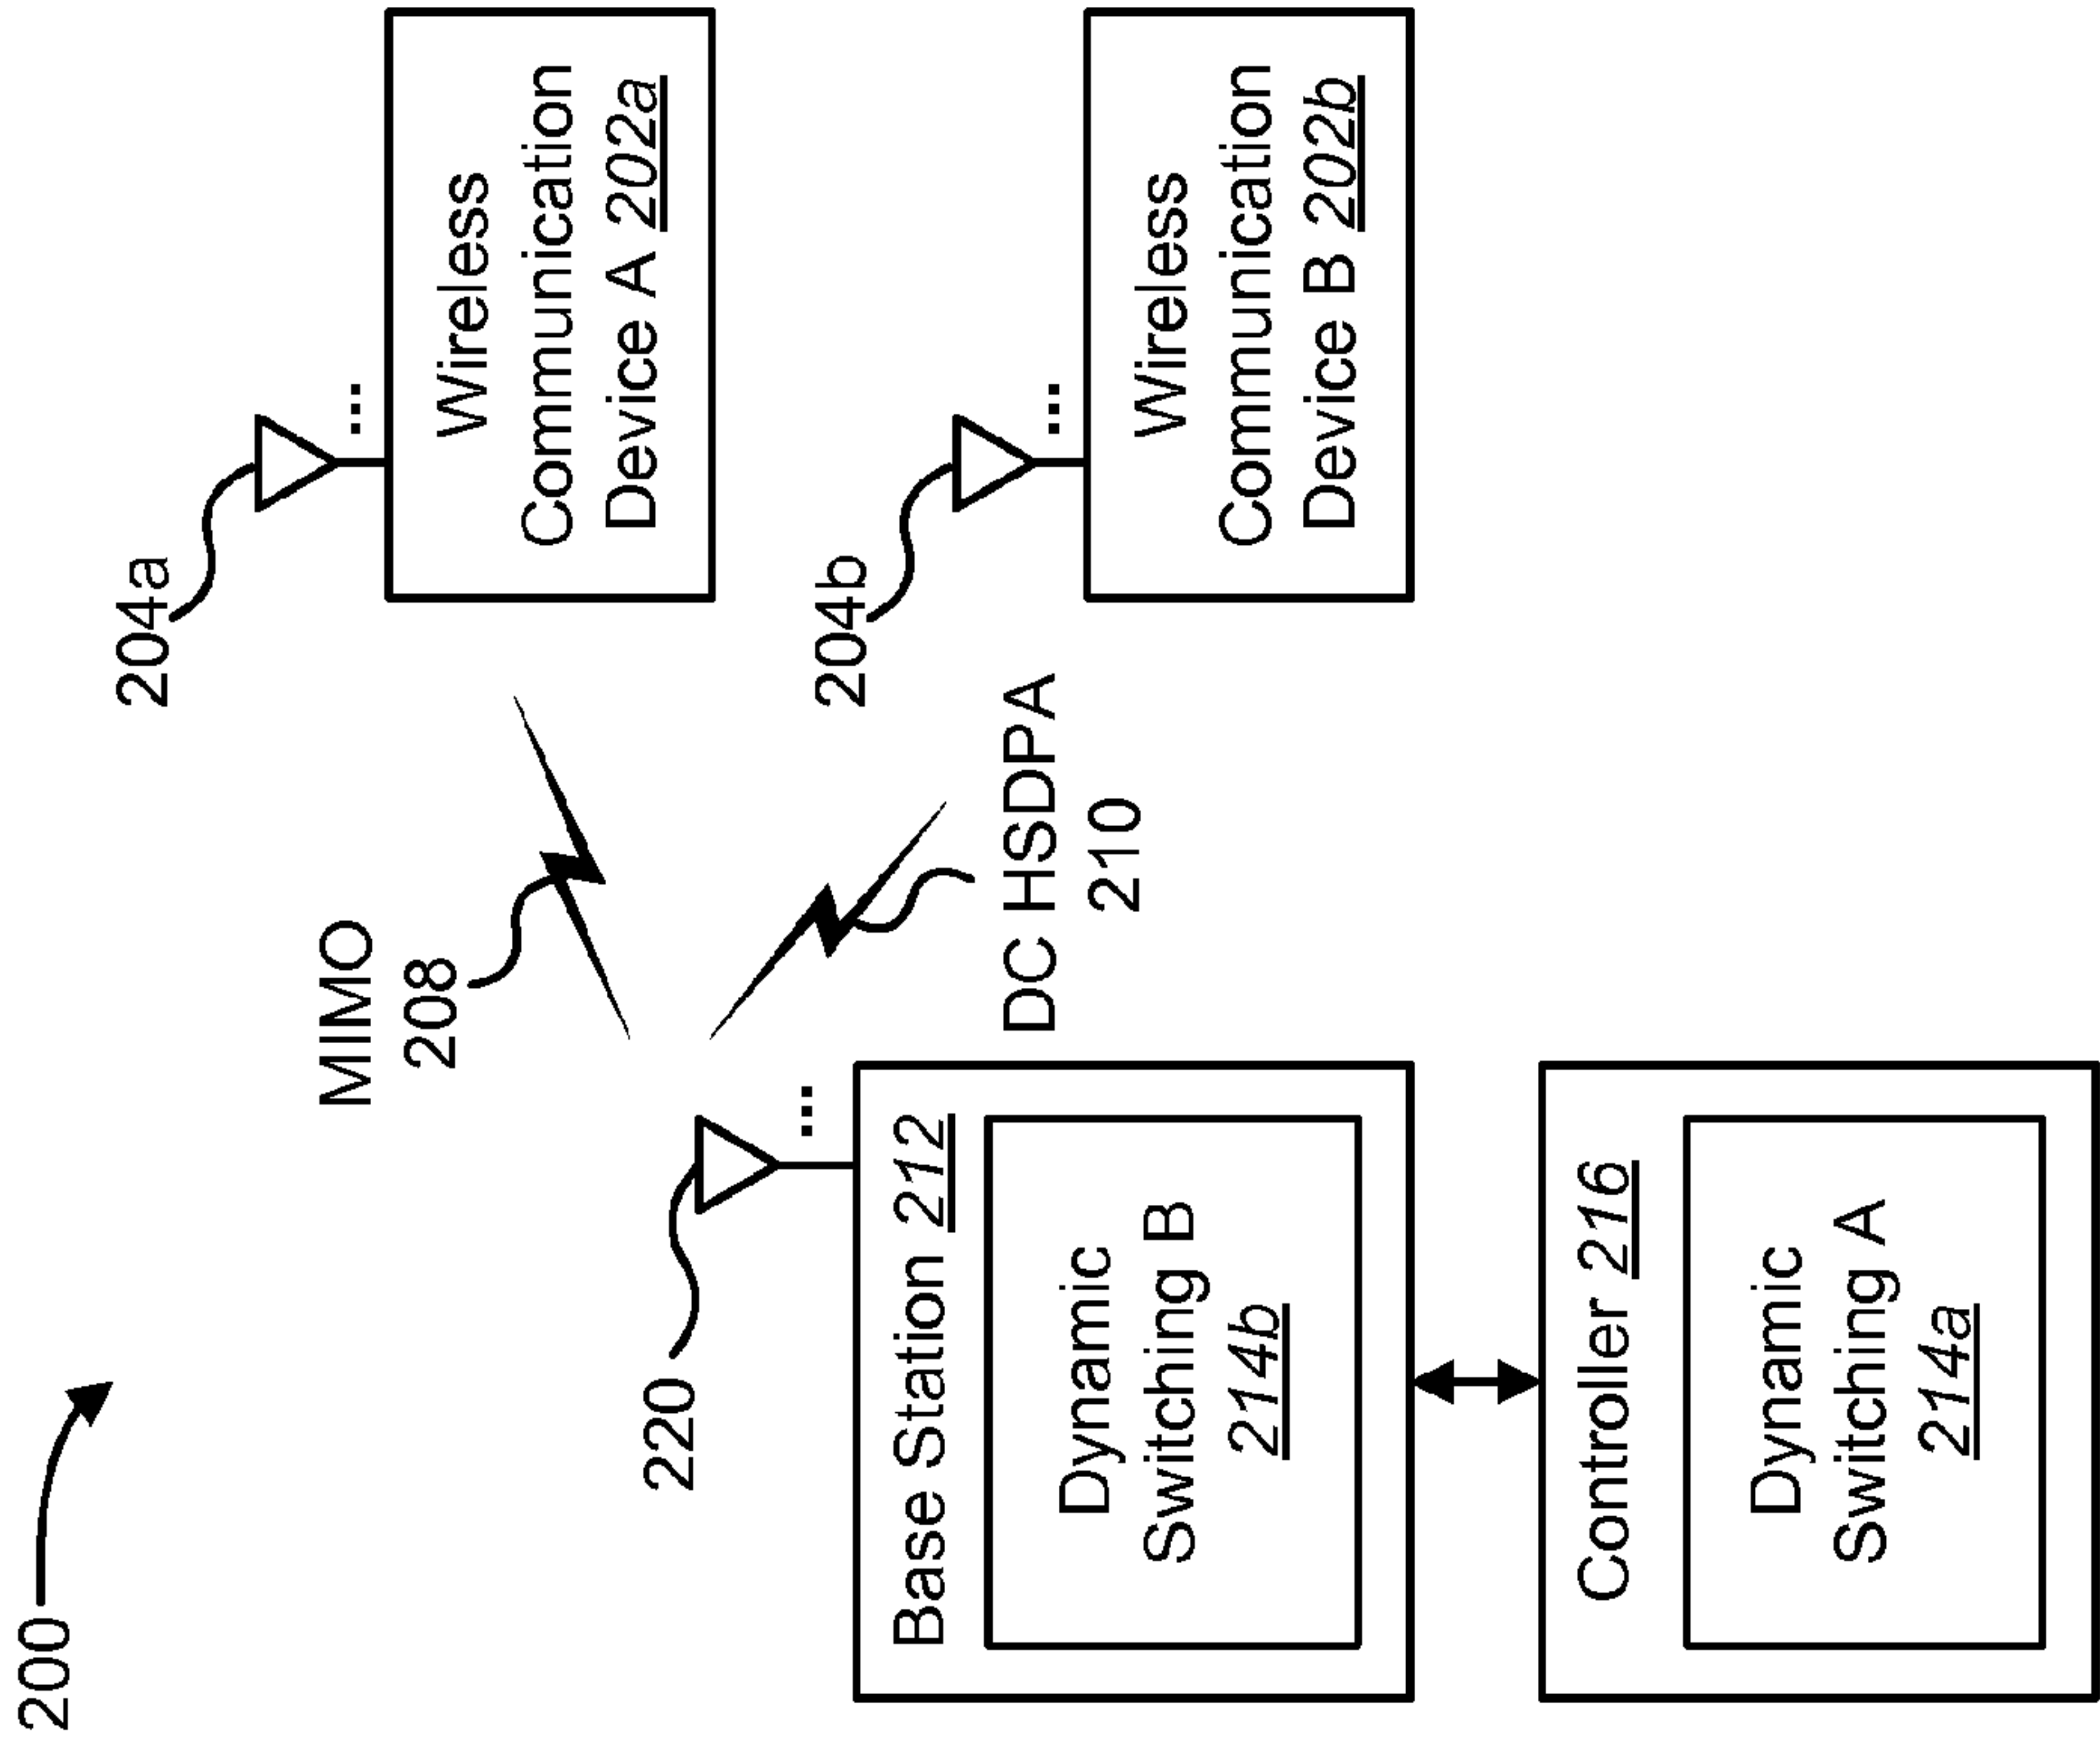 200
220
Base Station 212
Dynamic
Switching B
214b
Controller 216
Dynamic
Switching A
214a
MIMO
208
DC HSDPA
210
204a
Wireless
Communication
Device A 202a
204b
Wireless
Communication
Device B 202b
...
...
...